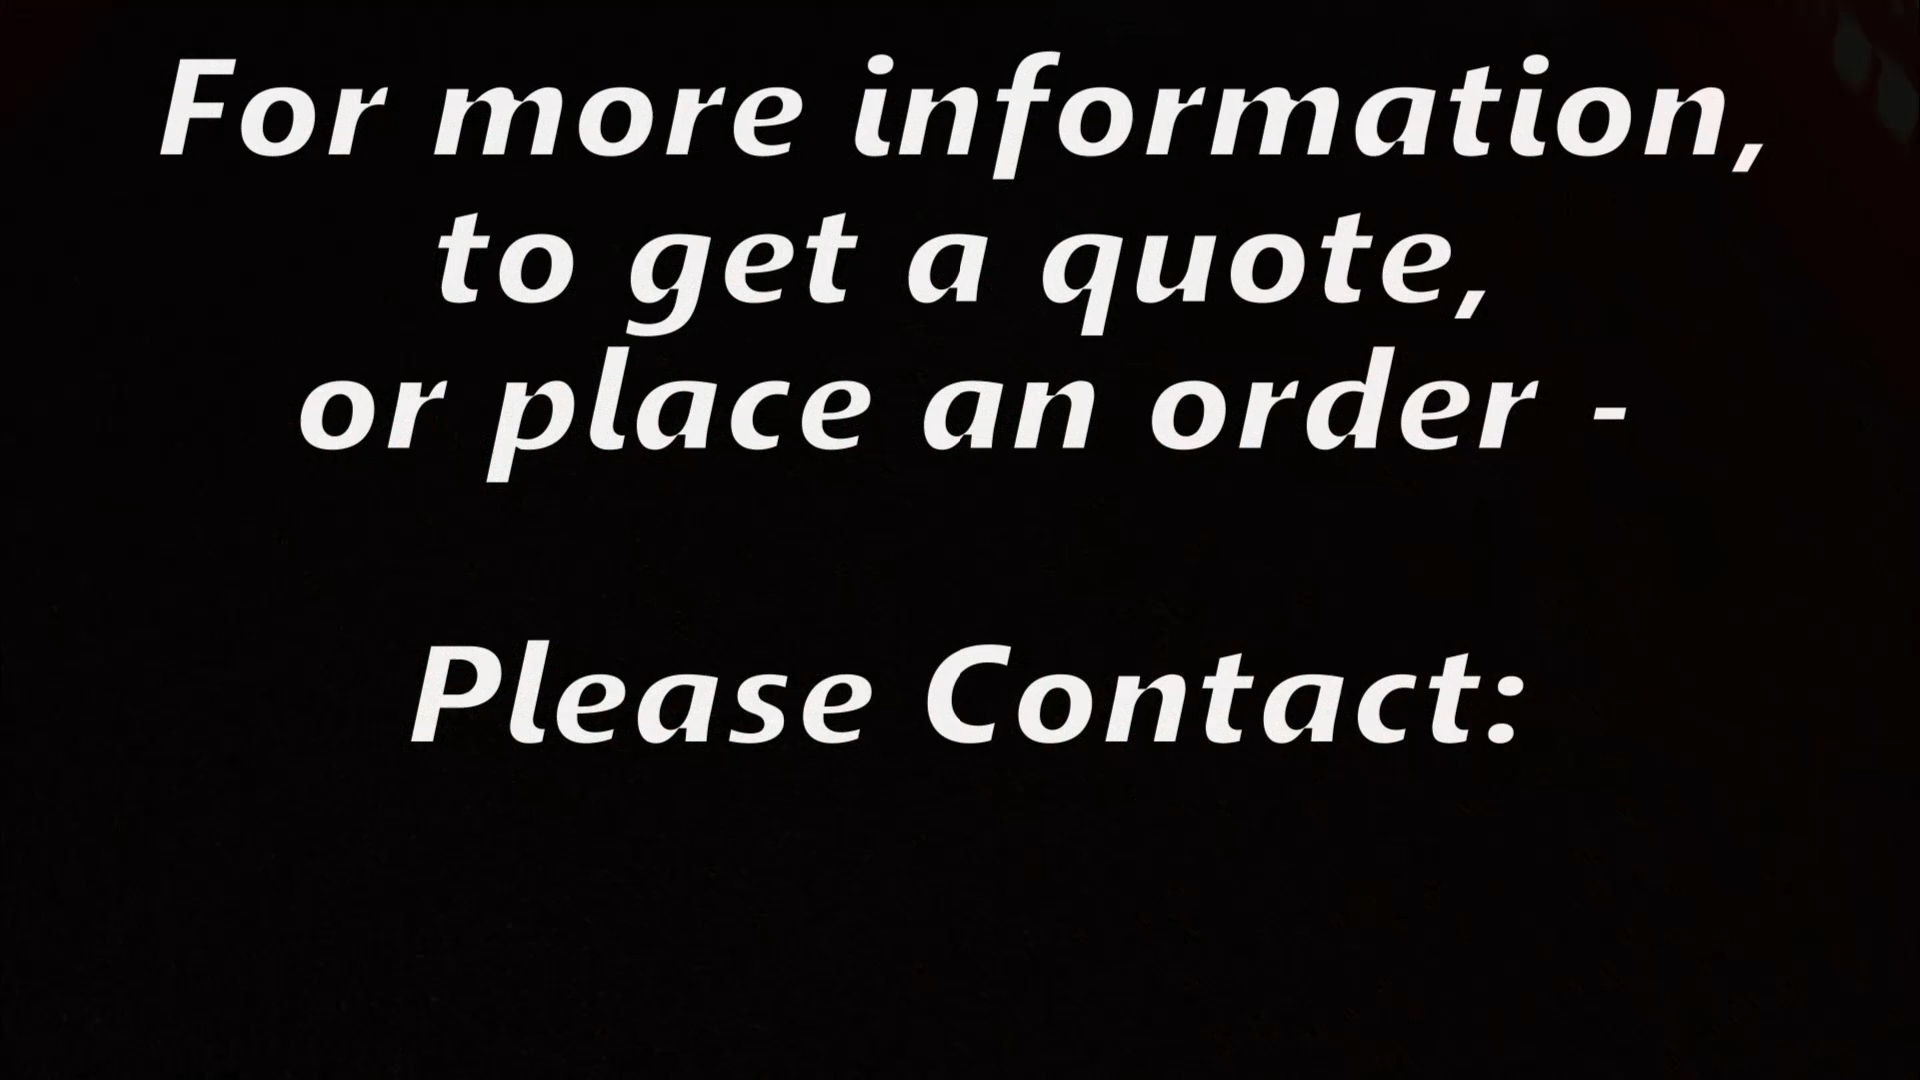 For more information,
to get a quote,
or place an order -
Please Contact: